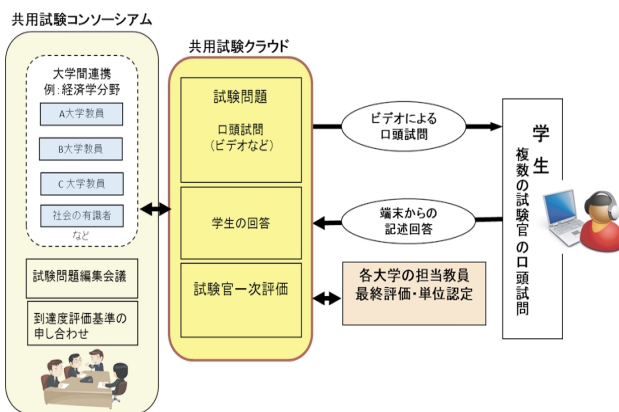 共用試験コンソーシアム
大学間連携
例：経済学分野
A大学教員
B大学教員
C大学教員
社会の有識者
など
試験問題編集会議
到達度評価基準の
申し合わせ
共用試験クラウド
試験問題
口頭試問
（ビデオなど）
学生の回答
試験官一次評価
ビデオによる
口頭試問
端末からの
記述回答
各大学の担当教員
最終評価・単位認定
学生
複数の試験官の口頭試問